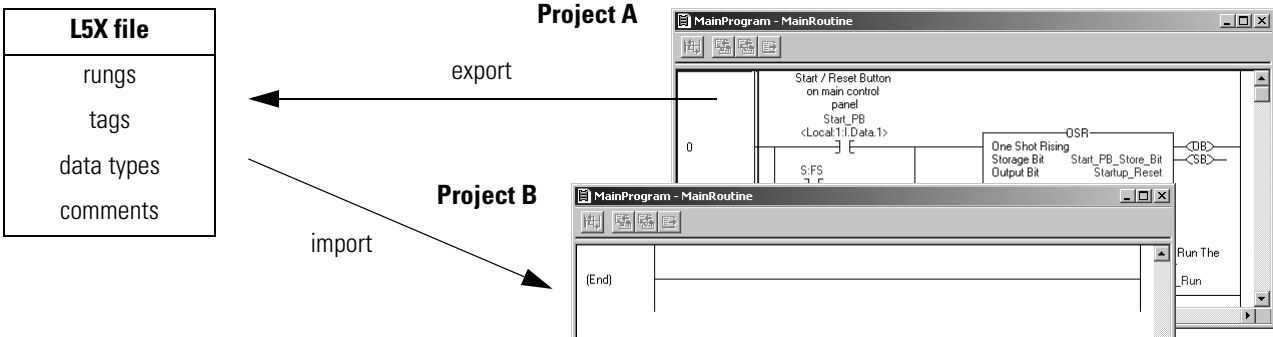 L5X file
rungs
tags
data types
comments
export
import
Project A
MainProgram - MainRoutine
Start / Reset Button
on main control
panel
Start_PB
<Local:1:I.Data.1>
0
S:FS
OSR
One Shot Rising
Storage Bit Start_PB_Store_Bit
Output Bit Startup_Reset
OB
SB
Project B
MainProgram - MainRoutine
(End)
Run The
_Run